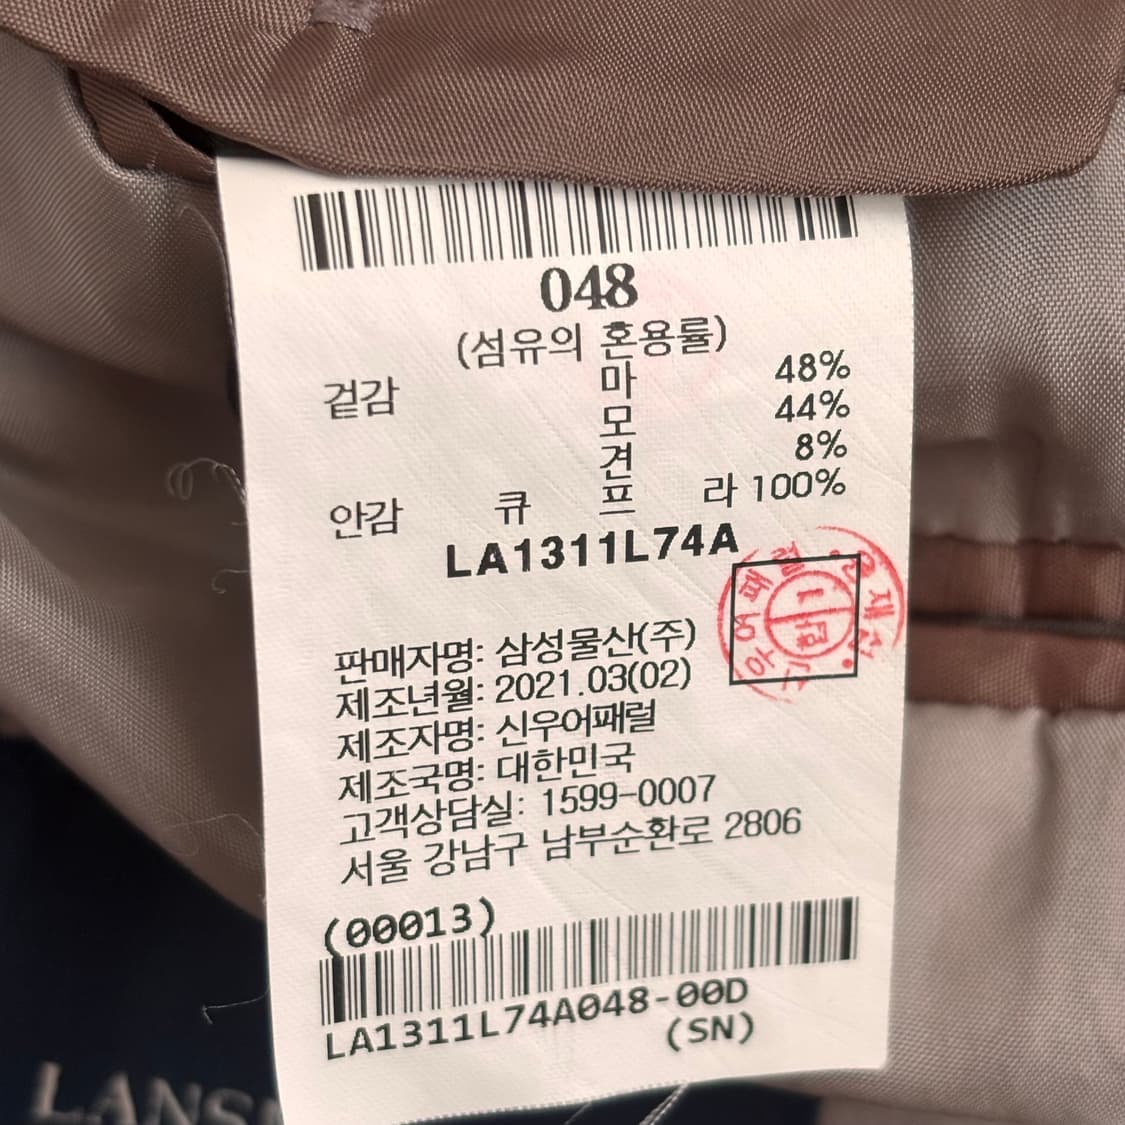 048
(섬유의 혼용률)
겉감 마 48%
모 44%
견 8%
안감 큐 프 라 100%
LA1311L74A
판매자명: 삼성물산(주)
제조년월: 2021.03(02)
제조자명: 신우어패럴
제조국명: 대한민국
고객상담실: 1599-0007
서울 강남구 남부순환로 2806
(00013)
LA1311L74A048-00D
(SN)